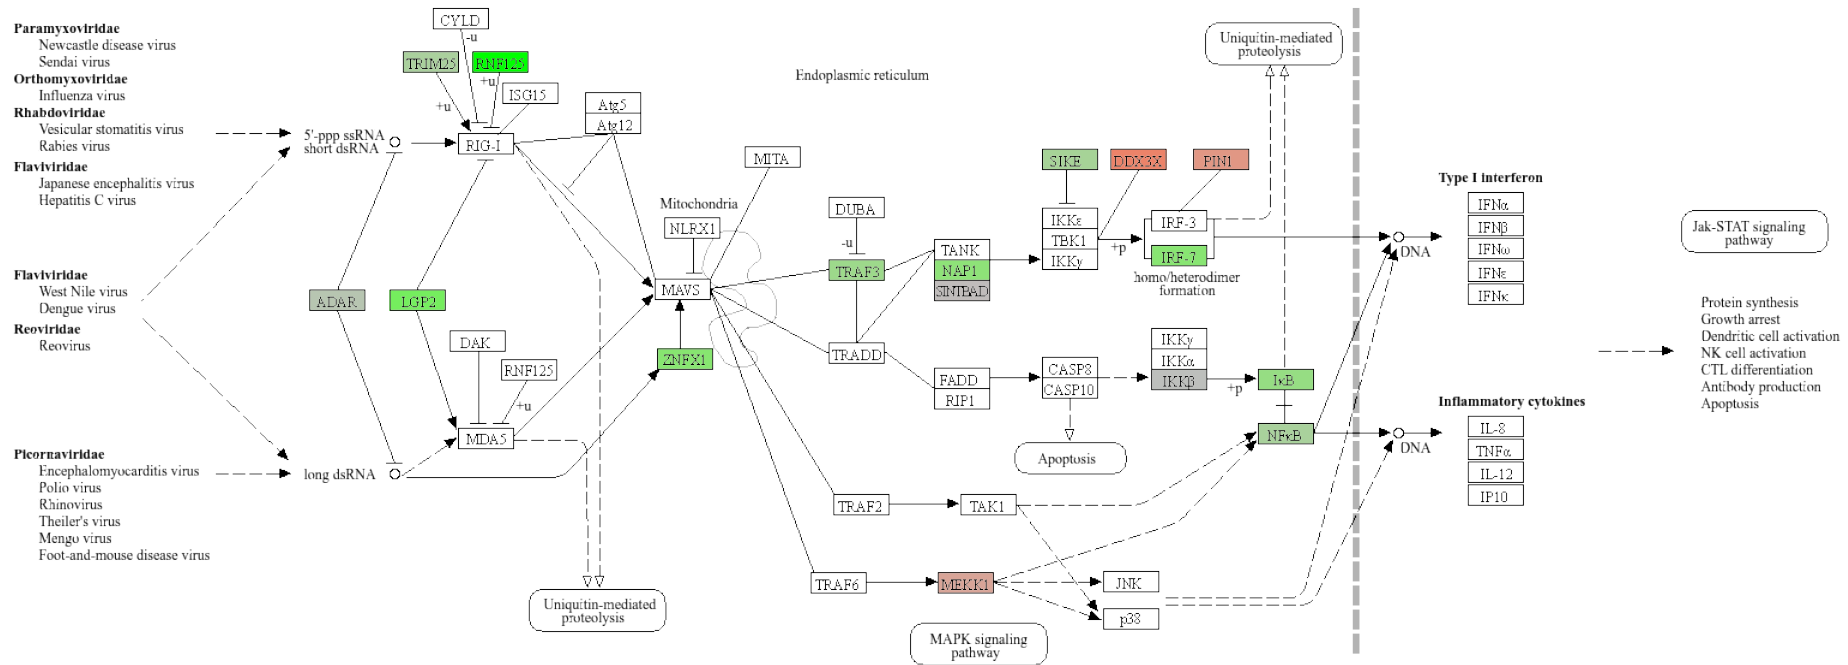 Paramyxoviridae
Newcastle disease virus
Sendai virus
Orthomyxoviridae
Influenza virus
Rhabdoviridae
Vesicular stomatitis virus
Rabies virus
Flaviviridae
Japanese encephalitis virus
Hepatitis C virus
Flaviviridae
West Nile virus
Dengue virus
Reoviridae
Reovirus
Picornaviridae
Encephalomyocarditis virus
Polio virus
Rhinovirus
Theiler's virus
Mengo virus
Foot-and-mouse disease virus
5'-ppp ssRNA
short dsRNA
long dsRNA
ADAR
LGP2
CYLD
-u
TRIM25
RNF125
+u
+u
ISG15
RIG-I
Atg5
Atg12
DAK
RNF125
+u
MDA5
Uniquitin-mediated
proteolysis
Endoplasmic reticulum
MITA
Mitochondria
NLRX1
MAVS
ZNFX1
DUBA
-u
TRAF3
TRADD
TRAF2
TRAF6
TANK
NAP1
SINTBAD
FADD
RIP1
TAK1
MEKK1
MAPK signaling
pathway
SIKE
DDX3X
PIN1
IKKε
TBK1
IKKγ
+p
IRF-3
IRF-7
homo/heterodimer
formation
CASP8
CASP10
Apoptosis
IKKγ
IKKα
IKKβ
+p
IκB
NFκB
JNK
p38
Uniquitin-mediated
proteolysis
DNA
DNA
Type I interferon
IFNα
IFNβ
IFNω
IFNε
IFNκ
Inflammatory cytokines
IL-8
TNFα
IL-12
IP10
Jak-STAT signaling
pathway
Protein synthesis
Growth arrest
Dendritic cell activation
NK cell activation
CTL differentiation
Antibody production
Apoptosis